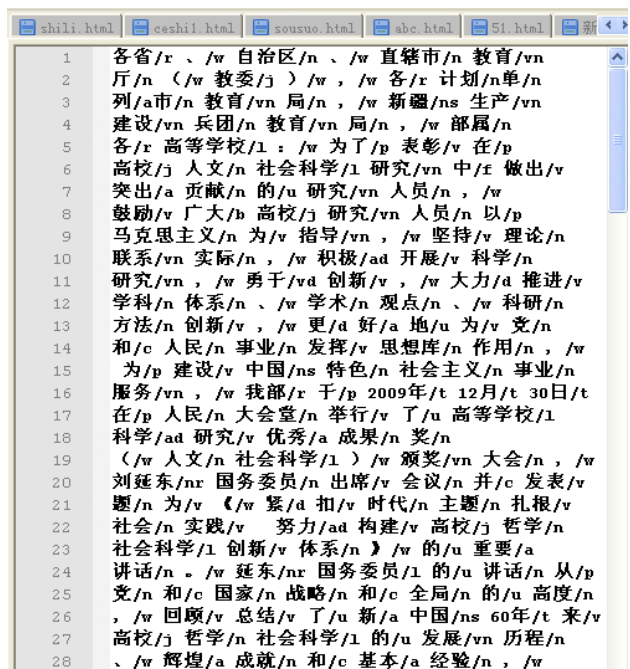 shili.html ceshi1.html sousuo.html abc.html 51.html 新
1 各省/r 、/w 自治区/n 、/w 直辖市/n 教育/vn
2 厅/n （/w 教委/j ）/w ，/w 各/r 计划/n单/n
3 列/a市/n 教育/vn 局/n ，/w 新疆/ns 生产/vn
4 建设/vn 兵团/n 教育/vn 局/n ，/w 部属/n
5 各/r 高等学校/l ：/w 为了/p 表彰/v 在/p
6 高校/j 人文/n 社会科学/l 研究/vn 中/f 做出/v
7 突出/a 贡献/n 的/u 研究/vn 人员/n ，/w
8 鼓励/v 广大/b 高校/j 研究/vn 人员/n 以/p
9 马克思主义/n 为/v 指导/vn ，/w 坚持/v 理论/n
10 联系/vn 实际/n ，/w 积极/ad 开展/v 科学/n
11 研究/vn ，/w 勇于/vd 创新/v ，/w 大力/d 推进/v
12 学科/n 体系/n 、/w 学术/n 观点/n 、/w 科研/n
13 方法/n 创新/v ，/w 更/d 好/a 地/u 为/v 党/n
14 和/c 人民/n 事业/n 发挥/v 思想库/n 作用/n ，/w
15 为/p 建设/v 中国/ns 特色/n 社会主义/n 事业/n
16 服务/vn ，/w 我部/r 于/p 2009年/t 12月/t 30日/t
17 在/p 人民/n 大会堂/n 举行/v 了/u 高等学校/l
18 科学/ad 研究/v 优秀/a 成果/n 奖/n
19 （/w 人文/n 社会科学/l ）/w 颁奖/vn 大会/n ，/w
20 刘延东/nr 国务委员/n 出席/v 会议/n 并/c 发表/v
21 题/n 为/v 《/w 紧/d 扣/v 时代/n 主题/n 扎根/v
22 社会/n 实践/v 努力/ad 构建/v 高校/j 哲学/n
23 社会科学/l 创新/v 体系/n 》/w 的/u 重要/a
24 讲话/n 。/w 延东/nr 国务委员/l 的/u 讲话/n 从/p
25 党/n 和/c 国家/n 战略/n 和/c 全局/n 的/u 高度/n
26 ，/w 回顾/v 总结/v 了/u 新/a 中国/ns 60年/t 来/v
27 高校/j 哲学/n 社会科学/l 的/u 发展/vn 历程/n
28 、/w 辉煌/a 成就/n 和/c 基本/a 经验/n ，/w